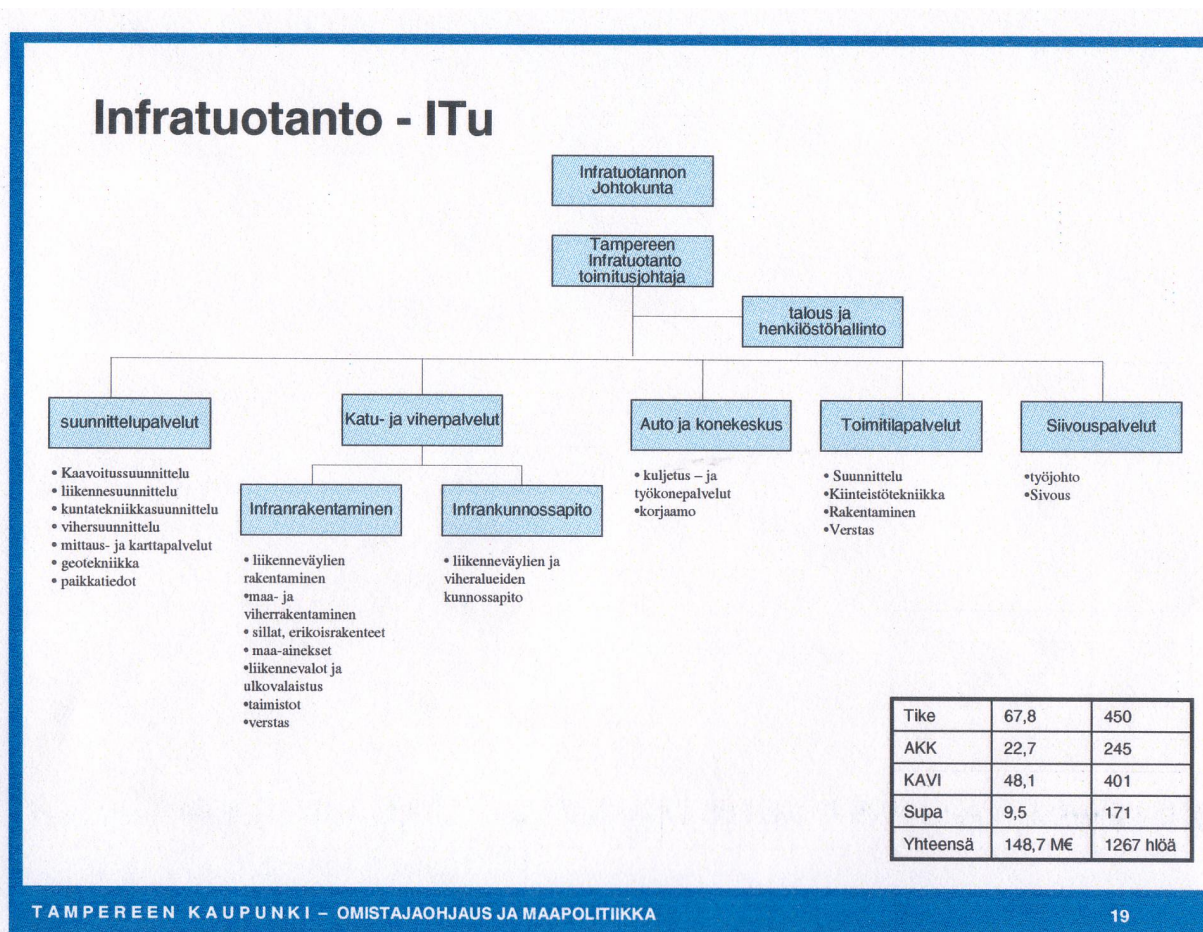 Infratuotanto - ITu
Infratuotannon
Johtokunta
Tampereen
Infratuotanto
toimitusjohtaja
talous ja
henkilöstöhallinto
suunnittelupalvelut
• Kaavoitussuunnittelu
• liikennesuunnittelu
• kuntatekniikkasuunnittelu
• vihersuunnittelu
• mittaus- ja karttapalvelut
• geotekniikka
• paikkatiedot
Katu- ja viherpalvelut
Infranrakentaminen
• liikenneväylien
rakentaminen
•maa- ja
viherrakentaminen
• sillat, erikoisrakenteet
• maa-ainekset
•liikennevalot ja
ulkovalaistus
•taimistot
•verstas
Infrankunnossapito
• liikenneväylien ja
viheralueiden
kunnossapito
Auto ja konekeskus
• kuljetus – ja
työkonepalvelut
•korjaamo
Toimitilapalvelut
• Suunnittelu
•Kiinteistötekniikka
•Rakentaminen
•Verstas
Siivouspalvelut
•työjohto
•Sivous
Tike 67,8 450
AKK 22,7 245
KAVI 48,1 401
Supa 9,5 171
Yhteensä 148,7 M€ 1267 hlöä
TAMPEREEN KAUPUNKI – OMISTAJAOHJAUS JA MAAPOLITIIKKA 19